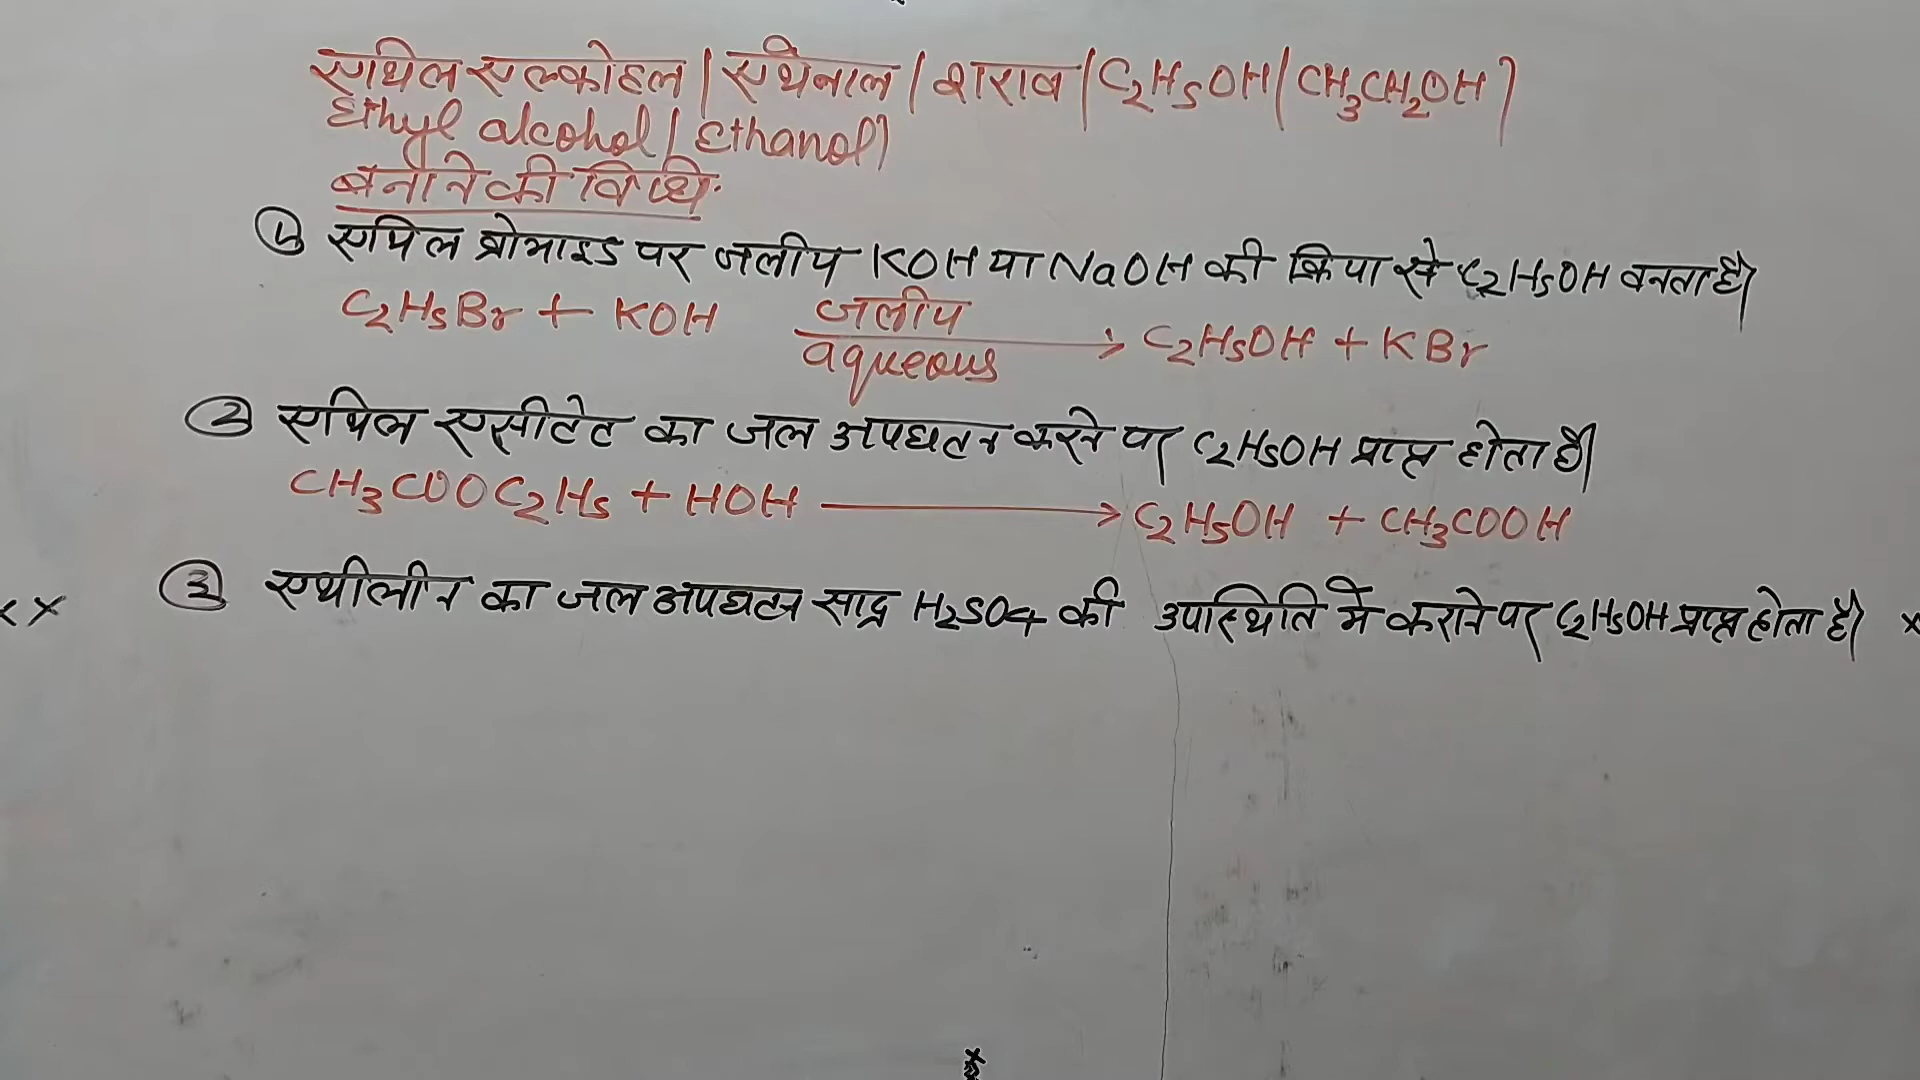 एथिल एल्कोहल / एथेनाल / शराब / C2H5OH / CH3CH2OH /
Ethyl alcohol / Ethanol /
बनाने की विधि
① एथिल ब्रोमाइड पर जलीय KOH या NaOH की क्रिया से C2H5OH बनता है।
C2H5Br + KOH जलीय/aqueous → C2H5OH + KBr
② एथिल एसीटेट का जल अपघटन करने पर C2H5OH प्राप्त होता है।
CH3COOC2H5 + HOH → C2H5OH + CH3COOH
③ एथीलीन का जल अपघटन सान्द्र H2SO4 की उपस्थिति में कराने पर C2H5OH प्राप्त होता है।